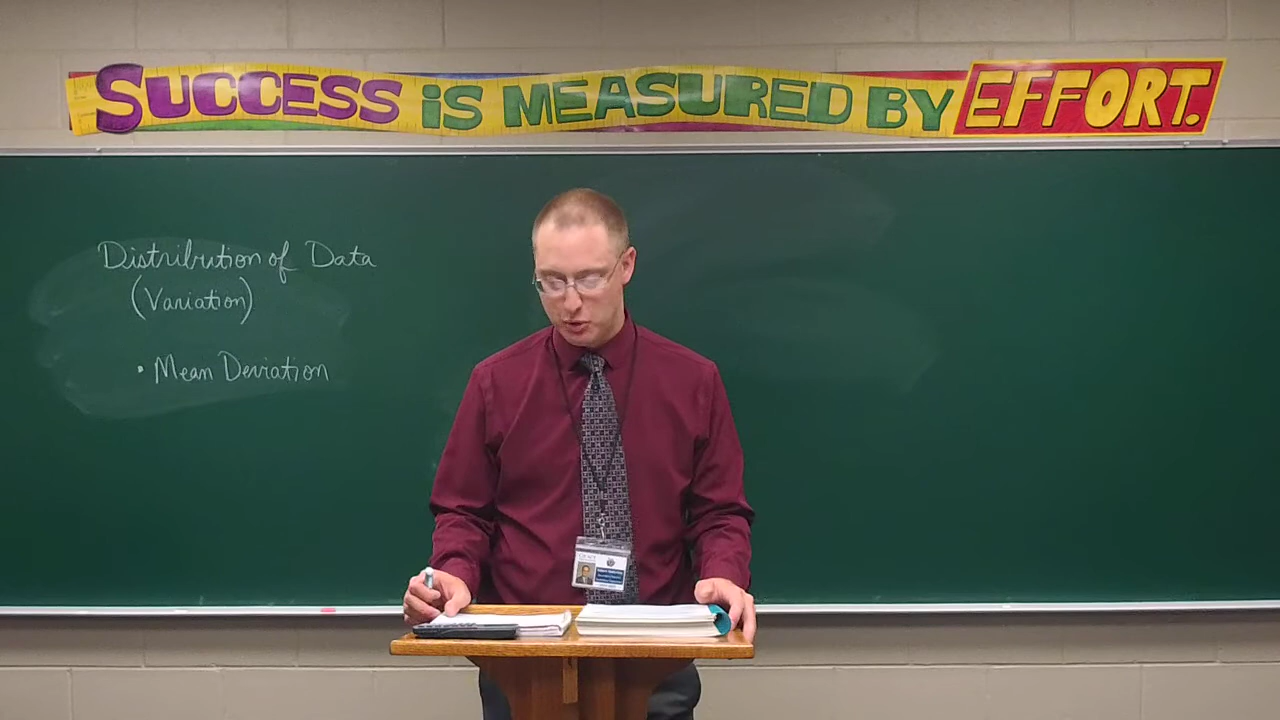 SUCCESS iS MEASURED BY EFFORT.
Distribution of Data
(Variation)
• Mean Deviation